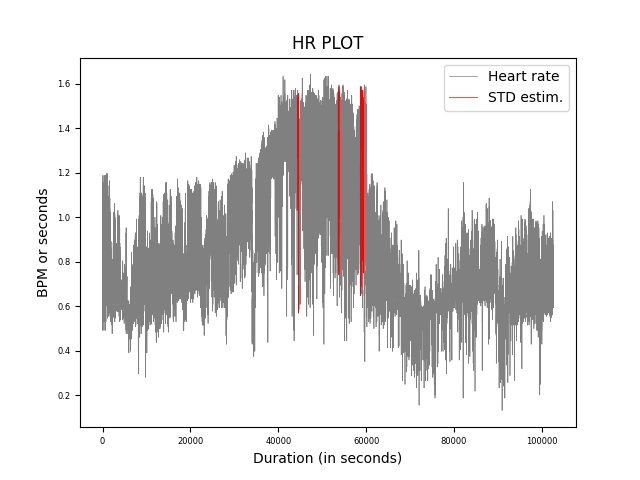 HR PLOT
Heart rate
STD estim.
1.6
1.4
1.2
1.0
0.8
0.6
0.4
0.2
BPM or seconds
0 20000 40000 60000 80000 100000
Duration (in seconds)